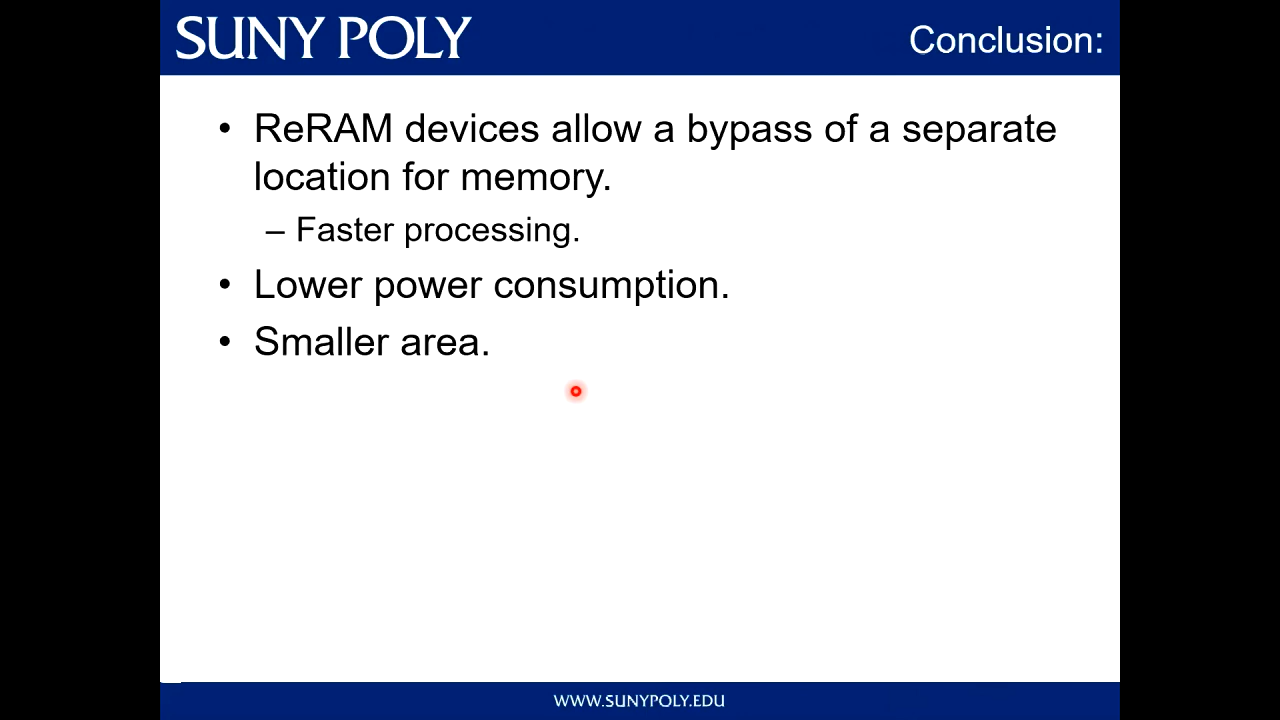 SUNY POLY
Conclusion:
• ReRAM devices allow a bypass of a separate
location for memory.
– Faster processing.
• Lower power consumption.
• Smaller area.
WWW.SUNYPOLY.EDU